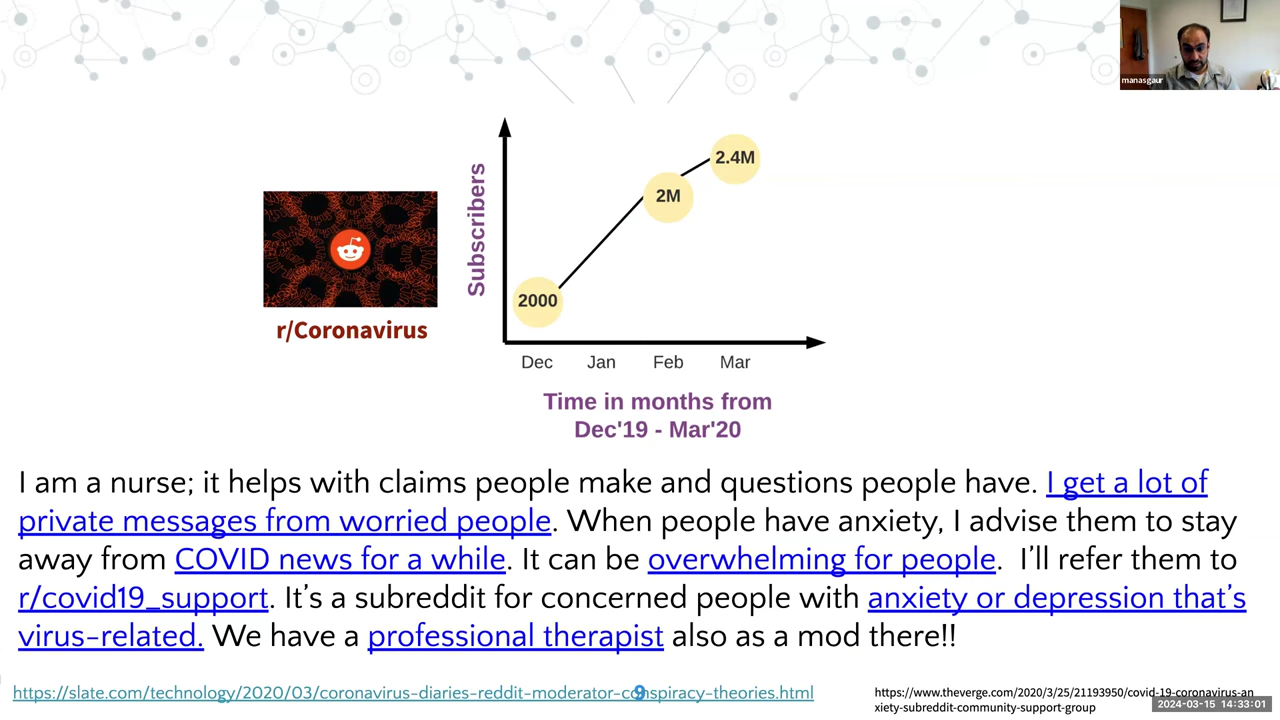 manasgaur
Subscribers
2.4M
2M
2000
r/Coronavirus
Dec Jan Feb Mar
Time in months from
Dec'19 - Mar'20
I am a nurse; it helps with claims people make and questions people have. I get a lot of
private messages from worried people. When people have anxiety, I advise them to stay
away from COVID news for a while. It can be overwhelming for people. I’ll refer them to
r/covid19_support. It’s a subreddit for concerned people with anxiety or depression that’s
virus-related. We have a professional therapist also as a mod there!!
https://slate.com/technology/2020/03/coronavirus-diaries-reddit-moderator-conspiracy-theories.html
9
https://www.theverge.com/2020/3/25/21193950/covid-19-coronavirus-an
xiety-subreddit-community-support-group
2024-03-15 14:33:01